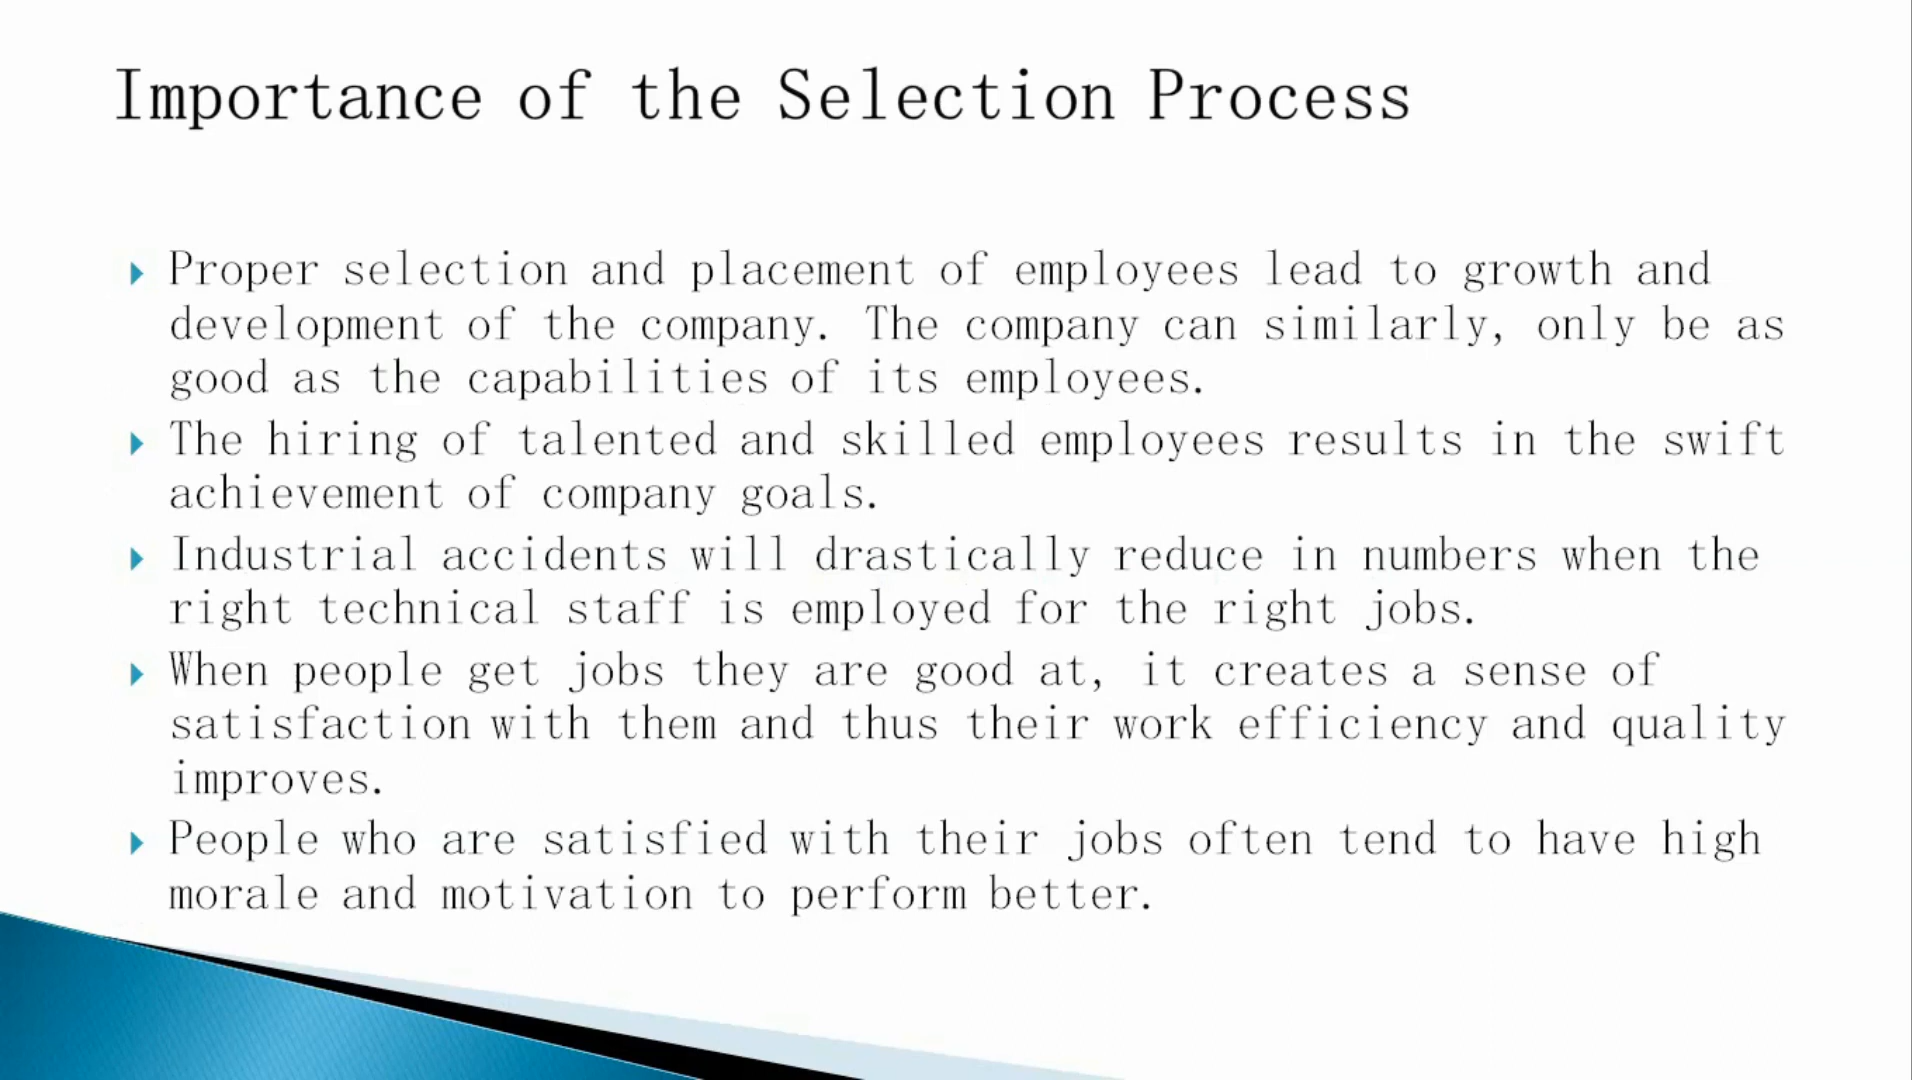 Importance of the Selection Process
Proper selection and placement of employees lead to growth and
development of the company. The company can similarly, only be as
good as the capabilities of its employees.
The hiring of talented and skilled employees results in the swift
achievement of company goals.
Industrial accidents will drastically reduce in numbers when the
right technical staff is employed for the right jobs.
When people get jobs they are good at, it creates a sense of
satisfaction with them and thus their work efficiency and quality
improves.
People who are satisfied with their jobs often tend to have high
morale and motivation to perform better.